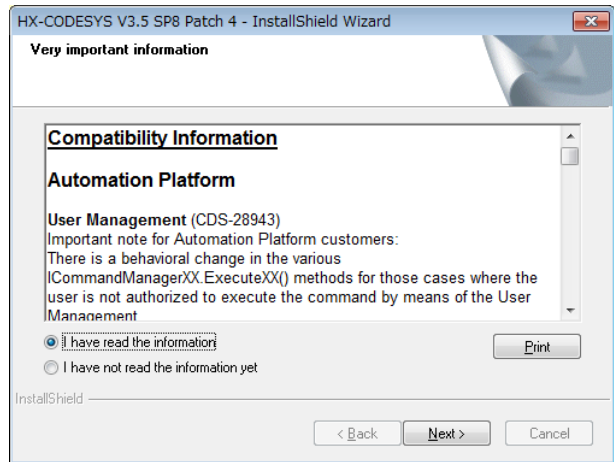 HX-CODESYS V3.5 SP8 Patch 4 - InstallShield Wizard
Very important information
Compatibility Information
Automation Platform
User Management (CDS-28943)
Important note for Automation Platform customers:
There is a behavioral change in the various
ICommandManagerXX.ExecuteXX() methods for those cases where the
user is not authorized to execute the command by means of the User
Management
I have read the information
Print
I have not read the information yet
InstallShield
< Back
Next >
Cancel